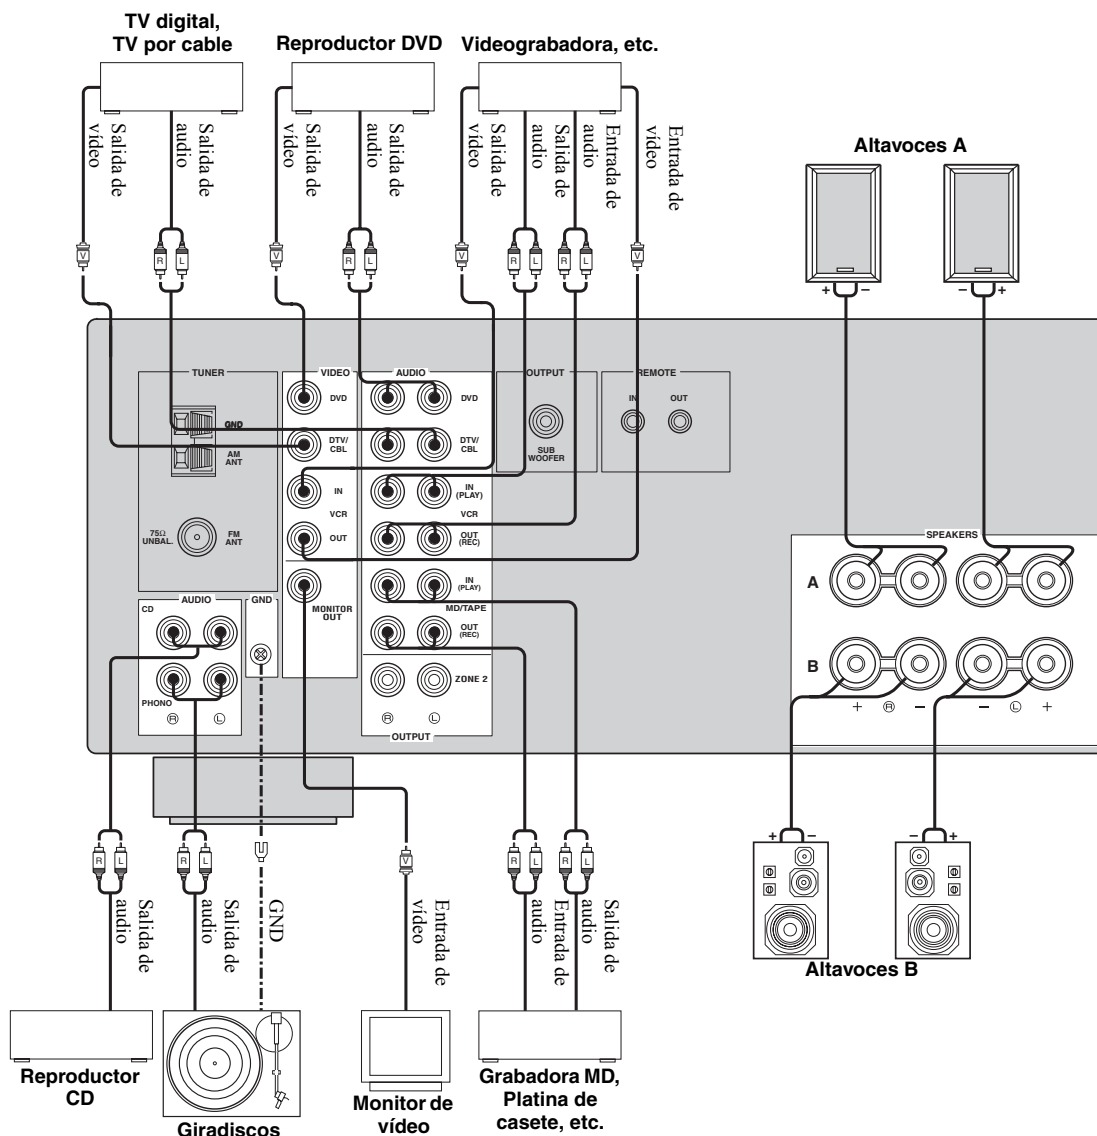 TV digital,
TV por cable
Reproductor DVD
Videograbadora, etc.
Salida de
vídeo
Salida de
audio
Salida de
vídeo
Salida de
audio
Salida de
vídeo
Salida de
audio
Entrada de
audio
Entrada de
vídeo
Altavoces A
V
R L
V
R L
V
R L
R L
+ −
− +
TUNER
VIDEO
AUDIO
OUTPUT
REMOTE
GND
AM
ANT
75Ω
UNBAL.
FM
ANT
DVD
DTV/
CBL
IN
VCR
OUT
MONITOR
OUT
DVD
DTV/
CBL
IN
(PLAY)
VCR
OUT
(REC)
IN
(PLAY)
MD/TAPE
OUT
(REC)
ZONE 2
R L
OUTPUT
SUB
WOOFER
IN
OUT
SPEAKERS
A
B
+ R − − L +
AUDIO
CD
PHONO
R L
GND
R L
R L
V
R L
R L
+ −
− +
Salida de
audio
Salida de
audio
GND
Entrada de
vídeo
Entrada de
audio
Salida de
audio
Altavoces B
Reproductor
CD
Giradiscos
Monitor de
vídeo
Grabadora MD,
Platina de
casete, etc.